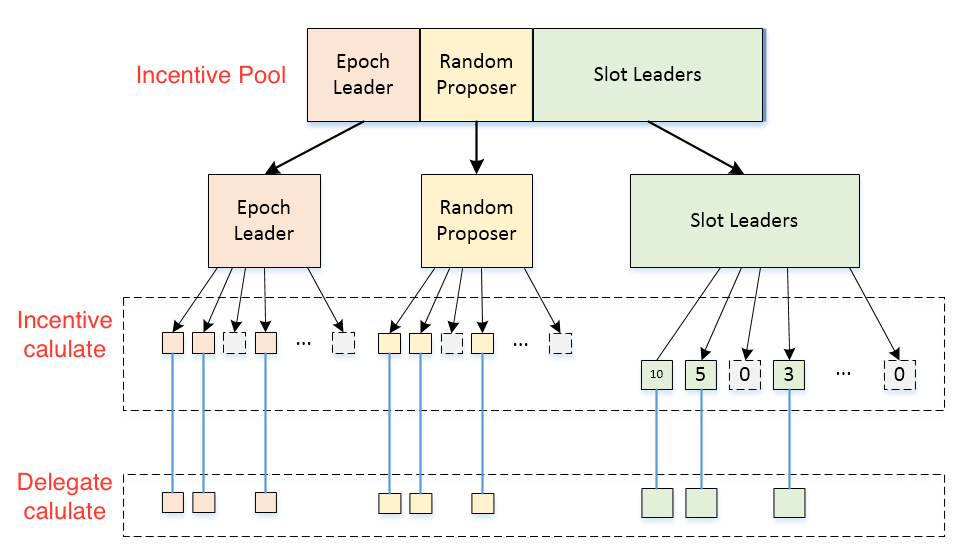 Incentive Pool
Epoch
Leader
Random
Proposer
Slot Leaders
Epoch
Leader
Random
Proposer
Slot Leaders
Incentive
calulate
...
...
10 5 0 3 ... 0
Delegate
calulate